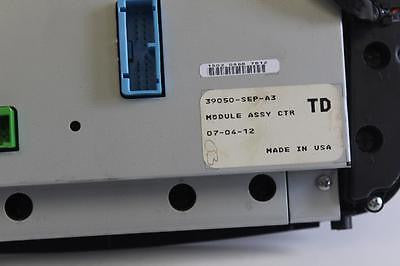 39050-SEP-A3 TD
MODULE ASSY CTR
07-04-12
MADE IN USA